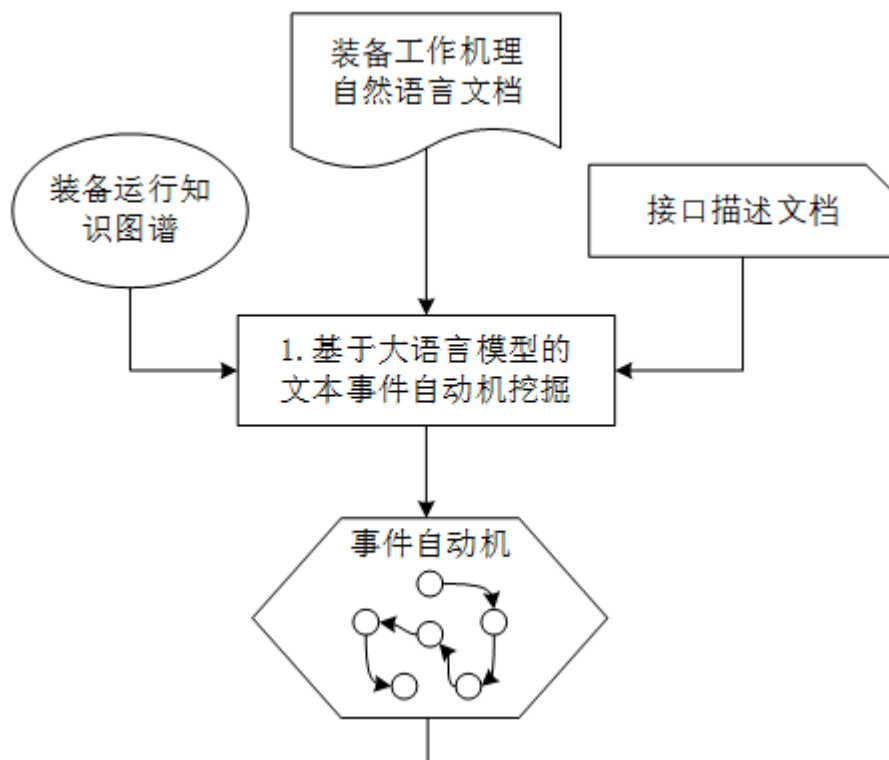 装备工作机理
自然语言文档
装备运行知
识图谱
接口描述文档
1.基于大语言模型的
文本事件自动机挖掘
事件自动机